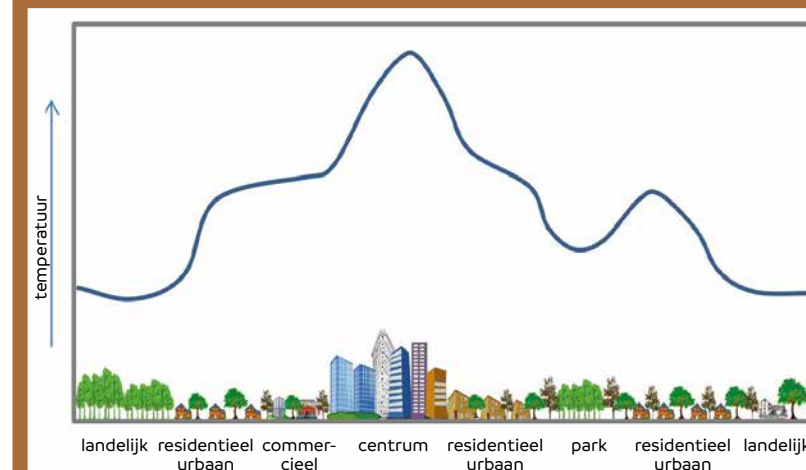 temperatuur
landelijk residentieel commer- centrum residentieel park residentieel landelijk
urbaan cieel urbaan urbaan